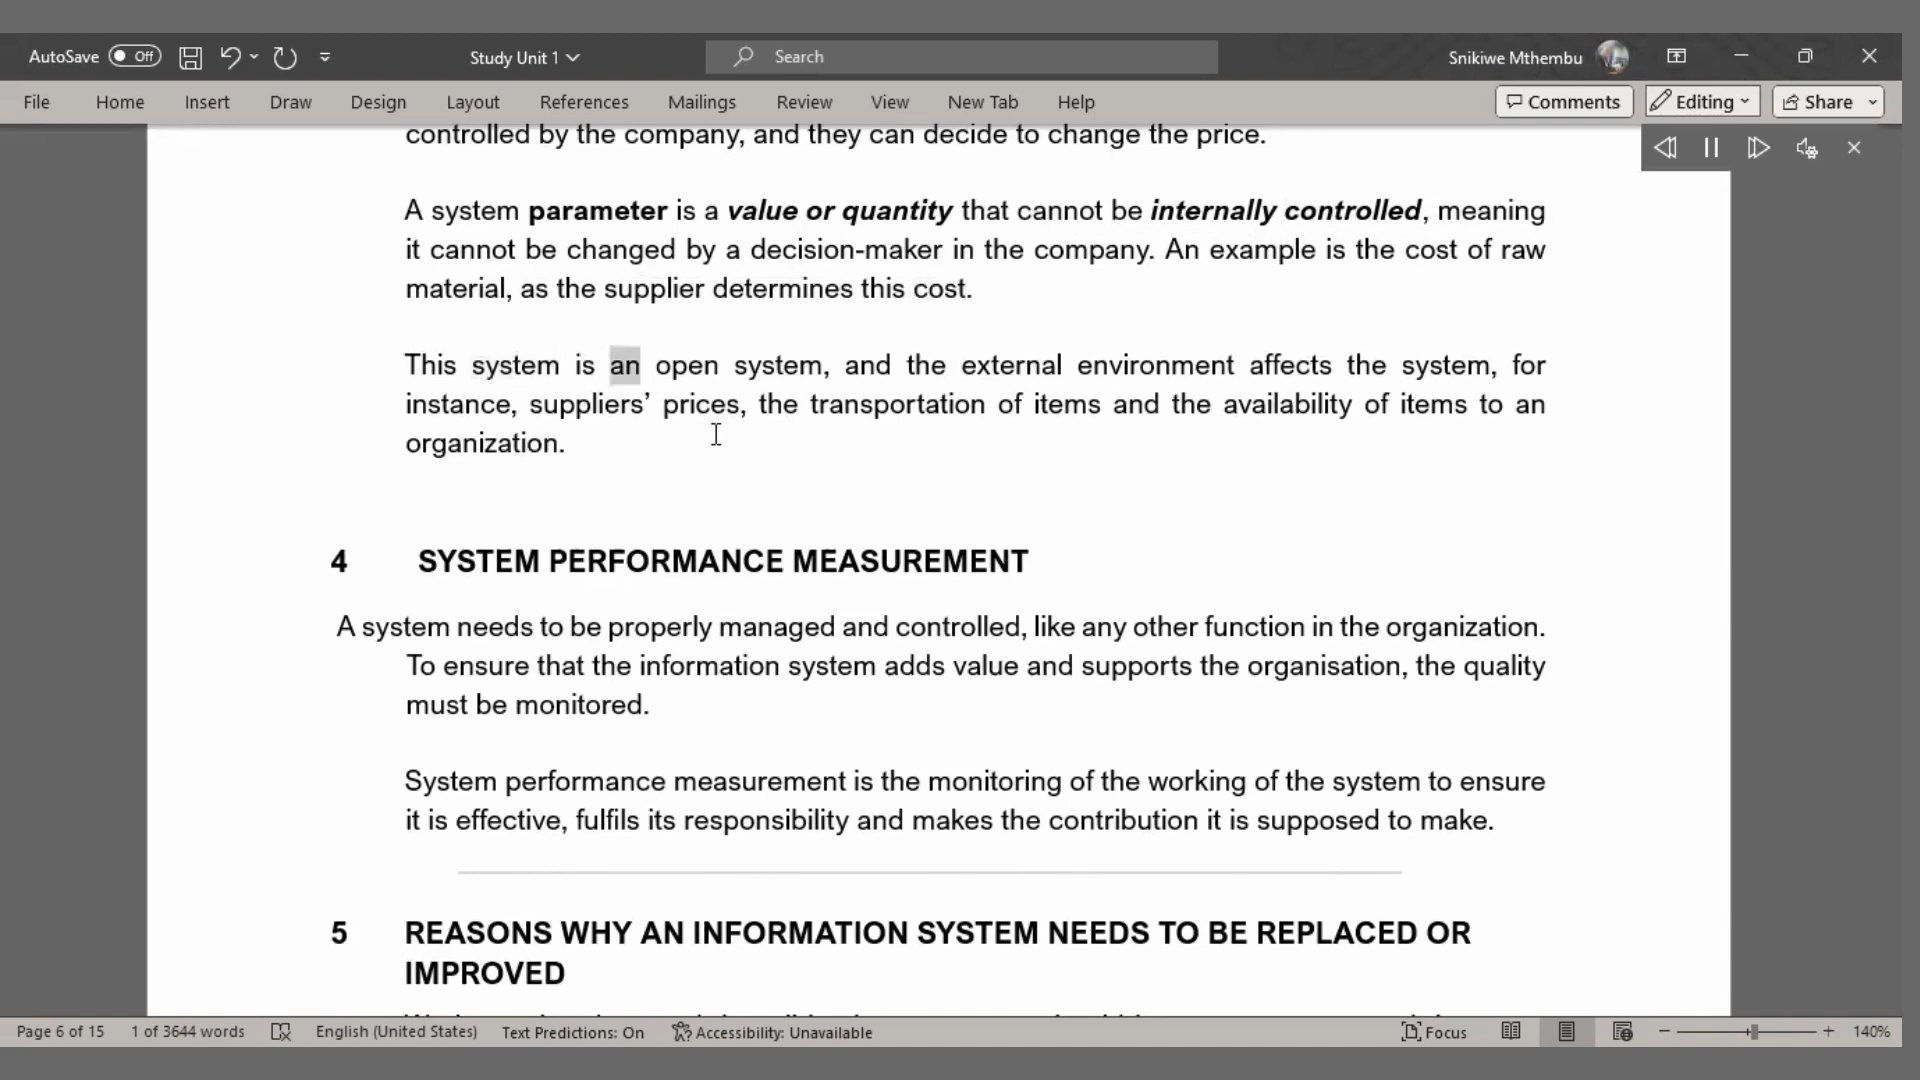 AutoSave Off Study Unit 1 Search Snikiwe Mthembu
File Home Insert Draw Design Layout References Mailings Review View New Tab Help Comments Editing Share
controlled by the company, and they can decide to change the price.
A system parameter is a value or quantity that cannot be internally controlled, meaning
it cannot be changed by a decision-maker in the company. An example is the cost of raw
material, as the supplier determines this cost.
This system is an open system, and the external environment affects the system, for
instance, suppliers’ prices, the transportation of items and the availability of items to an
organization.
4 SYSTEM PERFORMANCE MEASUREMENT
A system needs to be properly managed and controlled, like any other function in the organization.
To ensure that the information system adds value and supports the organisation, the quality
must be monitored.
System performance measurement is the monitoring of the working of the system to ensure
it is effective, fulfils its responsibility and makes the contribution it is supposed to make.
5 REASONS WHY AN INFORMATION SYSTEM NEEDS TO BE REPLACED OR
IMPROVED
Page 6 of 15 1 of 3644 words English (United States) Text Predictions: On Accessibility: Unavailable Focus 140%